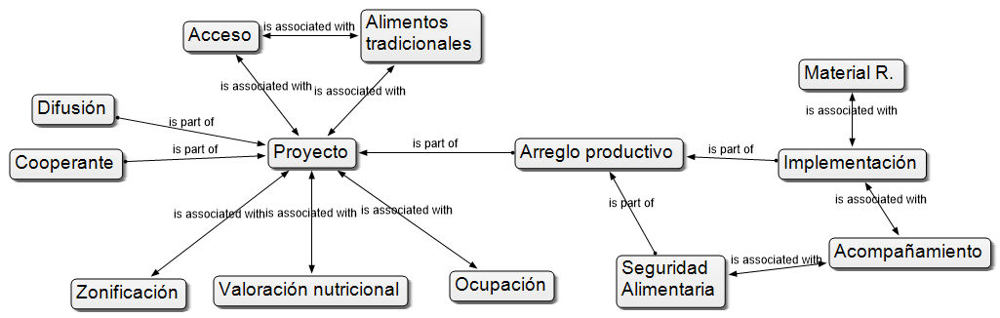 Acceso
is associated with
Alimentos
tradicionales
Material R.
is associated with
is associated with
is associated with
Difusión
is part of
Cooperante
is part of
Proyecto
is part of
Arreglo productivo
is part of
Implementación
is associated with
is associated with
is associated with
is associated with
is part of
is associated with
Acompañamiento
Seguridad
Alimentaria
Zonificación
Valoración nutricional
Ocupación